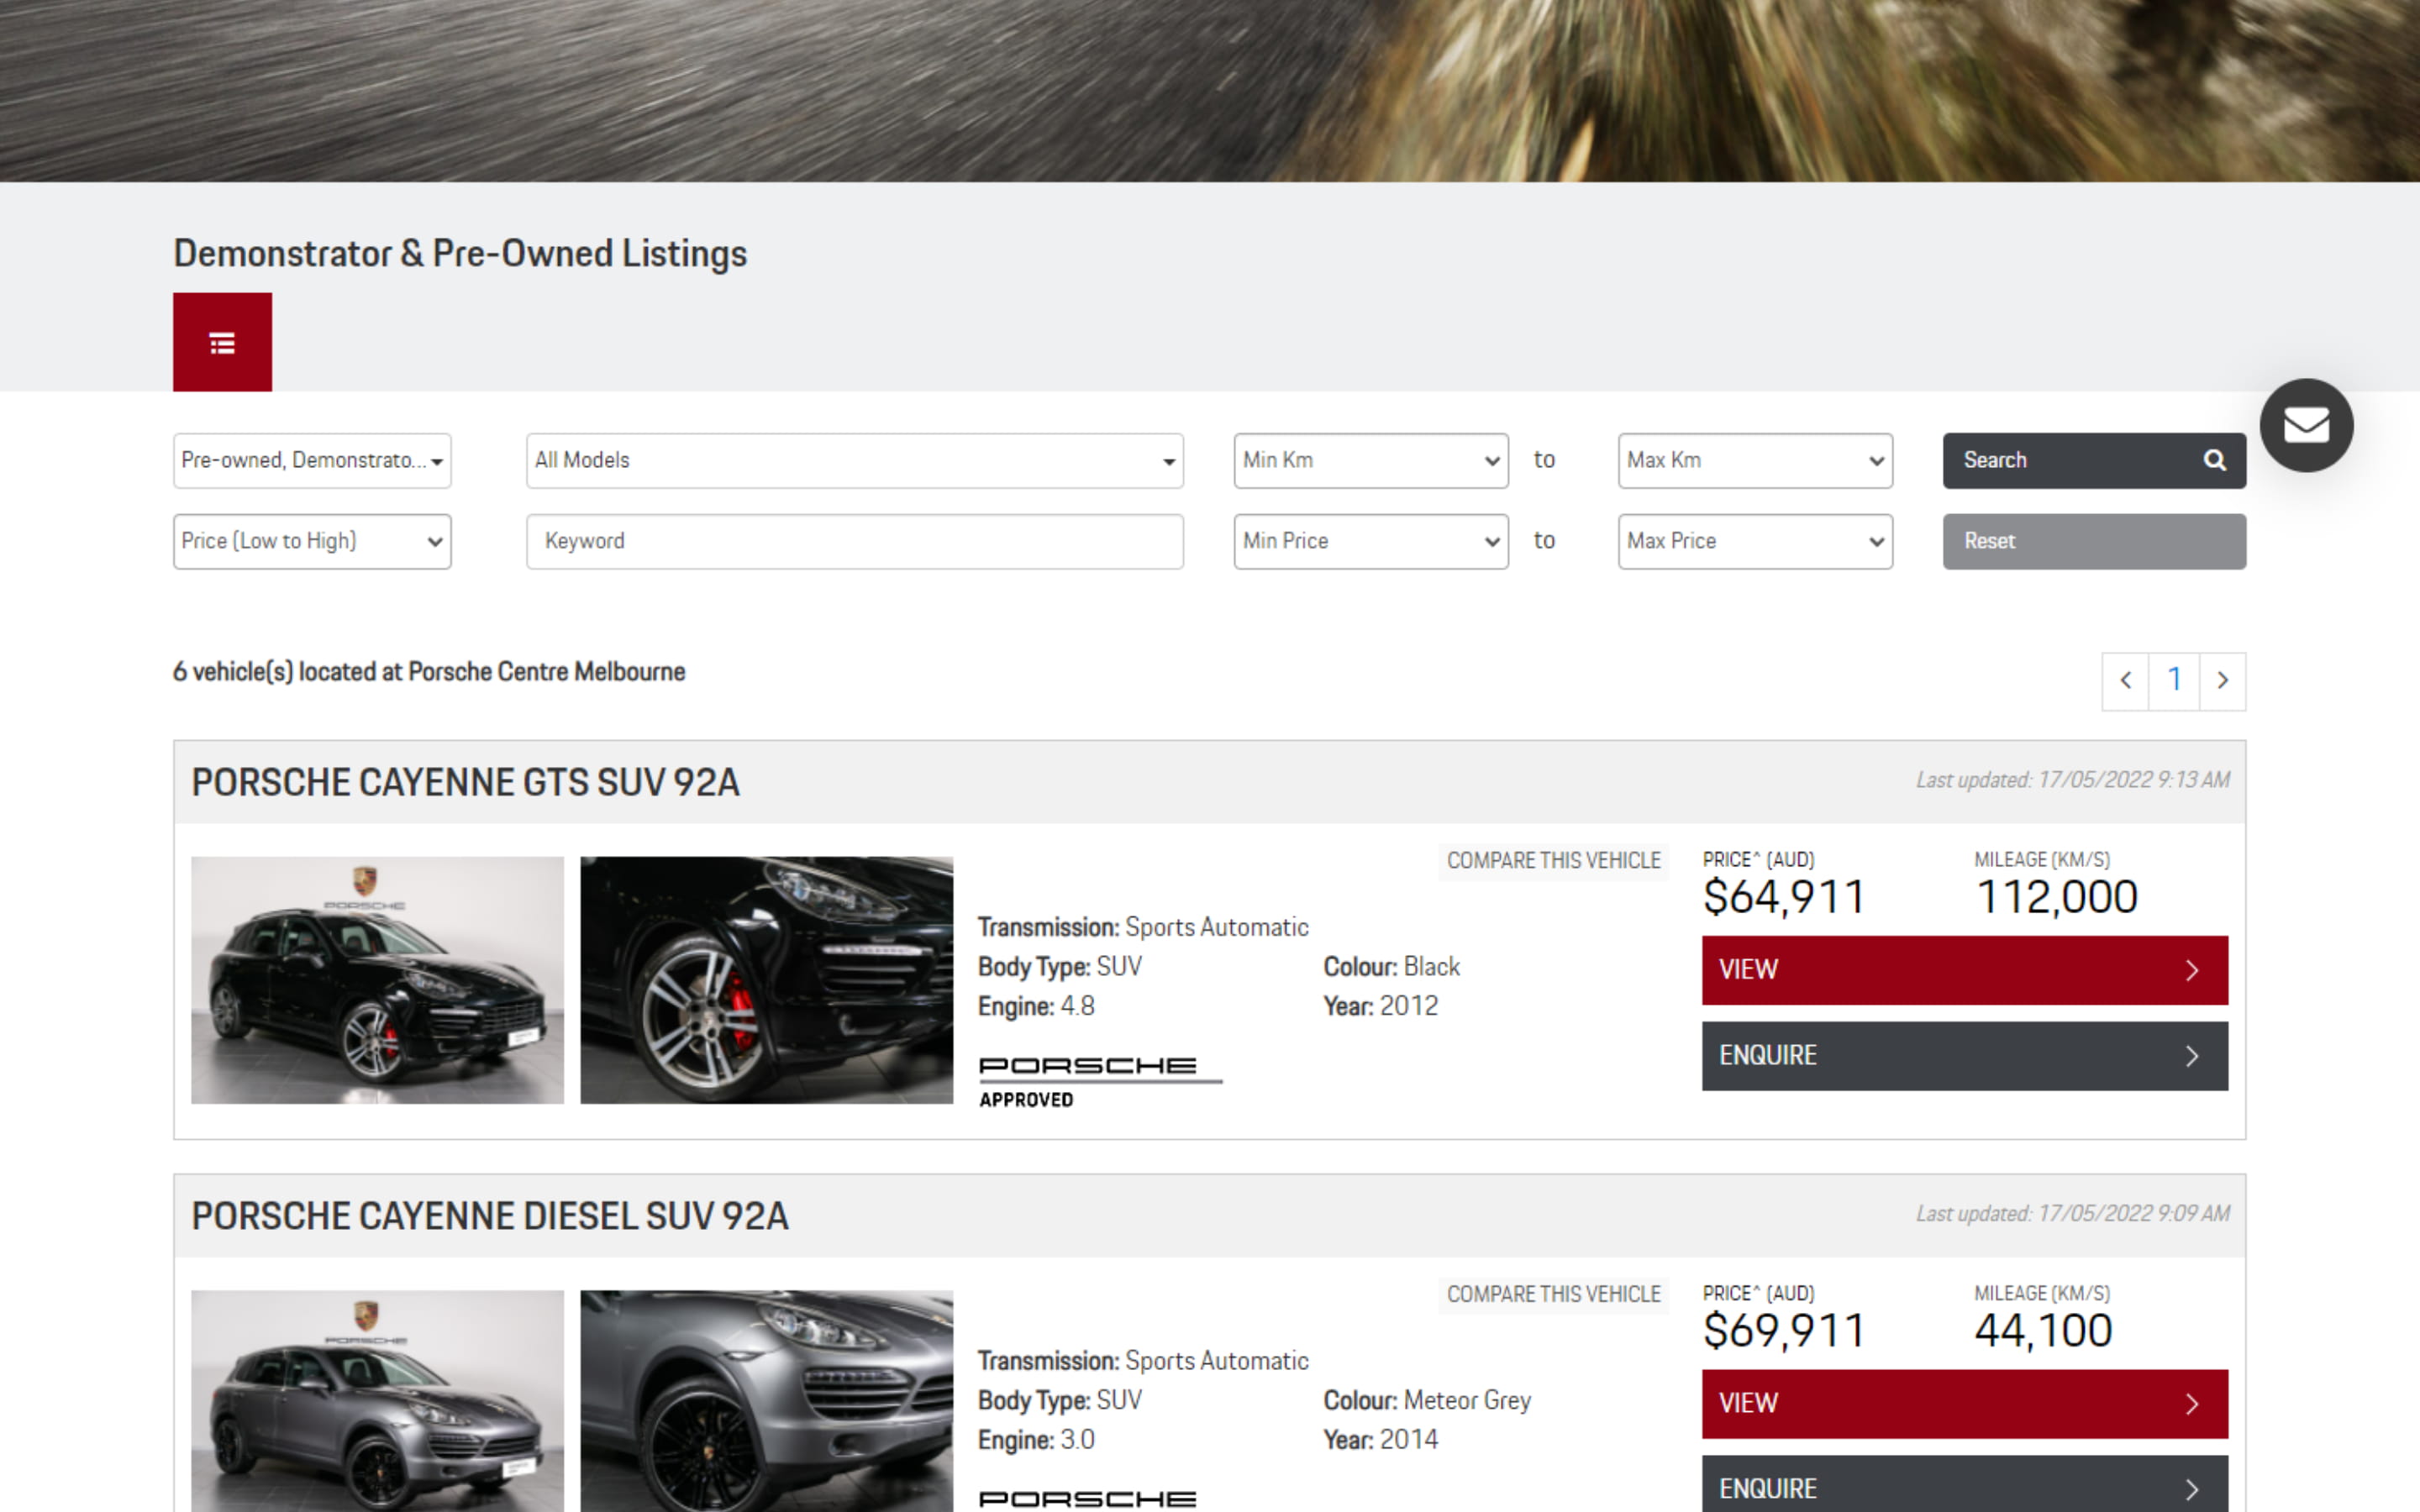 Demonstrator & Pre-Owned Listings
Pre-owned, Demonstrato... All Models Min Km to Max Km Search
Price (Low to High) Keyword Min Price to Max Price Reset
6 vehicle(s) located at Porsche Centre Melbourne
1
PORSCHE CAYENNE GTS SUV 92A
Last updated: 17/05/2022 9:13 AM
PORSCHE
COMPARE THIS VEHICLE
Transmission: Sports Automatic
Body Type: SUV Colour: Black
Engine: 4.8 Year: 2012
PORSCHE
APPROVED
PRICE^ (AUD) MILEAGE (KM/S)
$64,911 112,000
VIEW
ENQUIRE
PORSCHE CAYENNE DIESEL SUV 92A
Last updated: 17/05/2022 9:09 AM
PORSCHE
COMPARE THIS VEHICLE
Transmission: Sports Automatic
Body Type: SUV Colour: Meteor Grey
Engine: 3.0 Year: 2014
PORSCHE
PRICE^ (AUD) MILEAGE (KM/S)
$69,911 44,100
VIEW
ENQUIRE